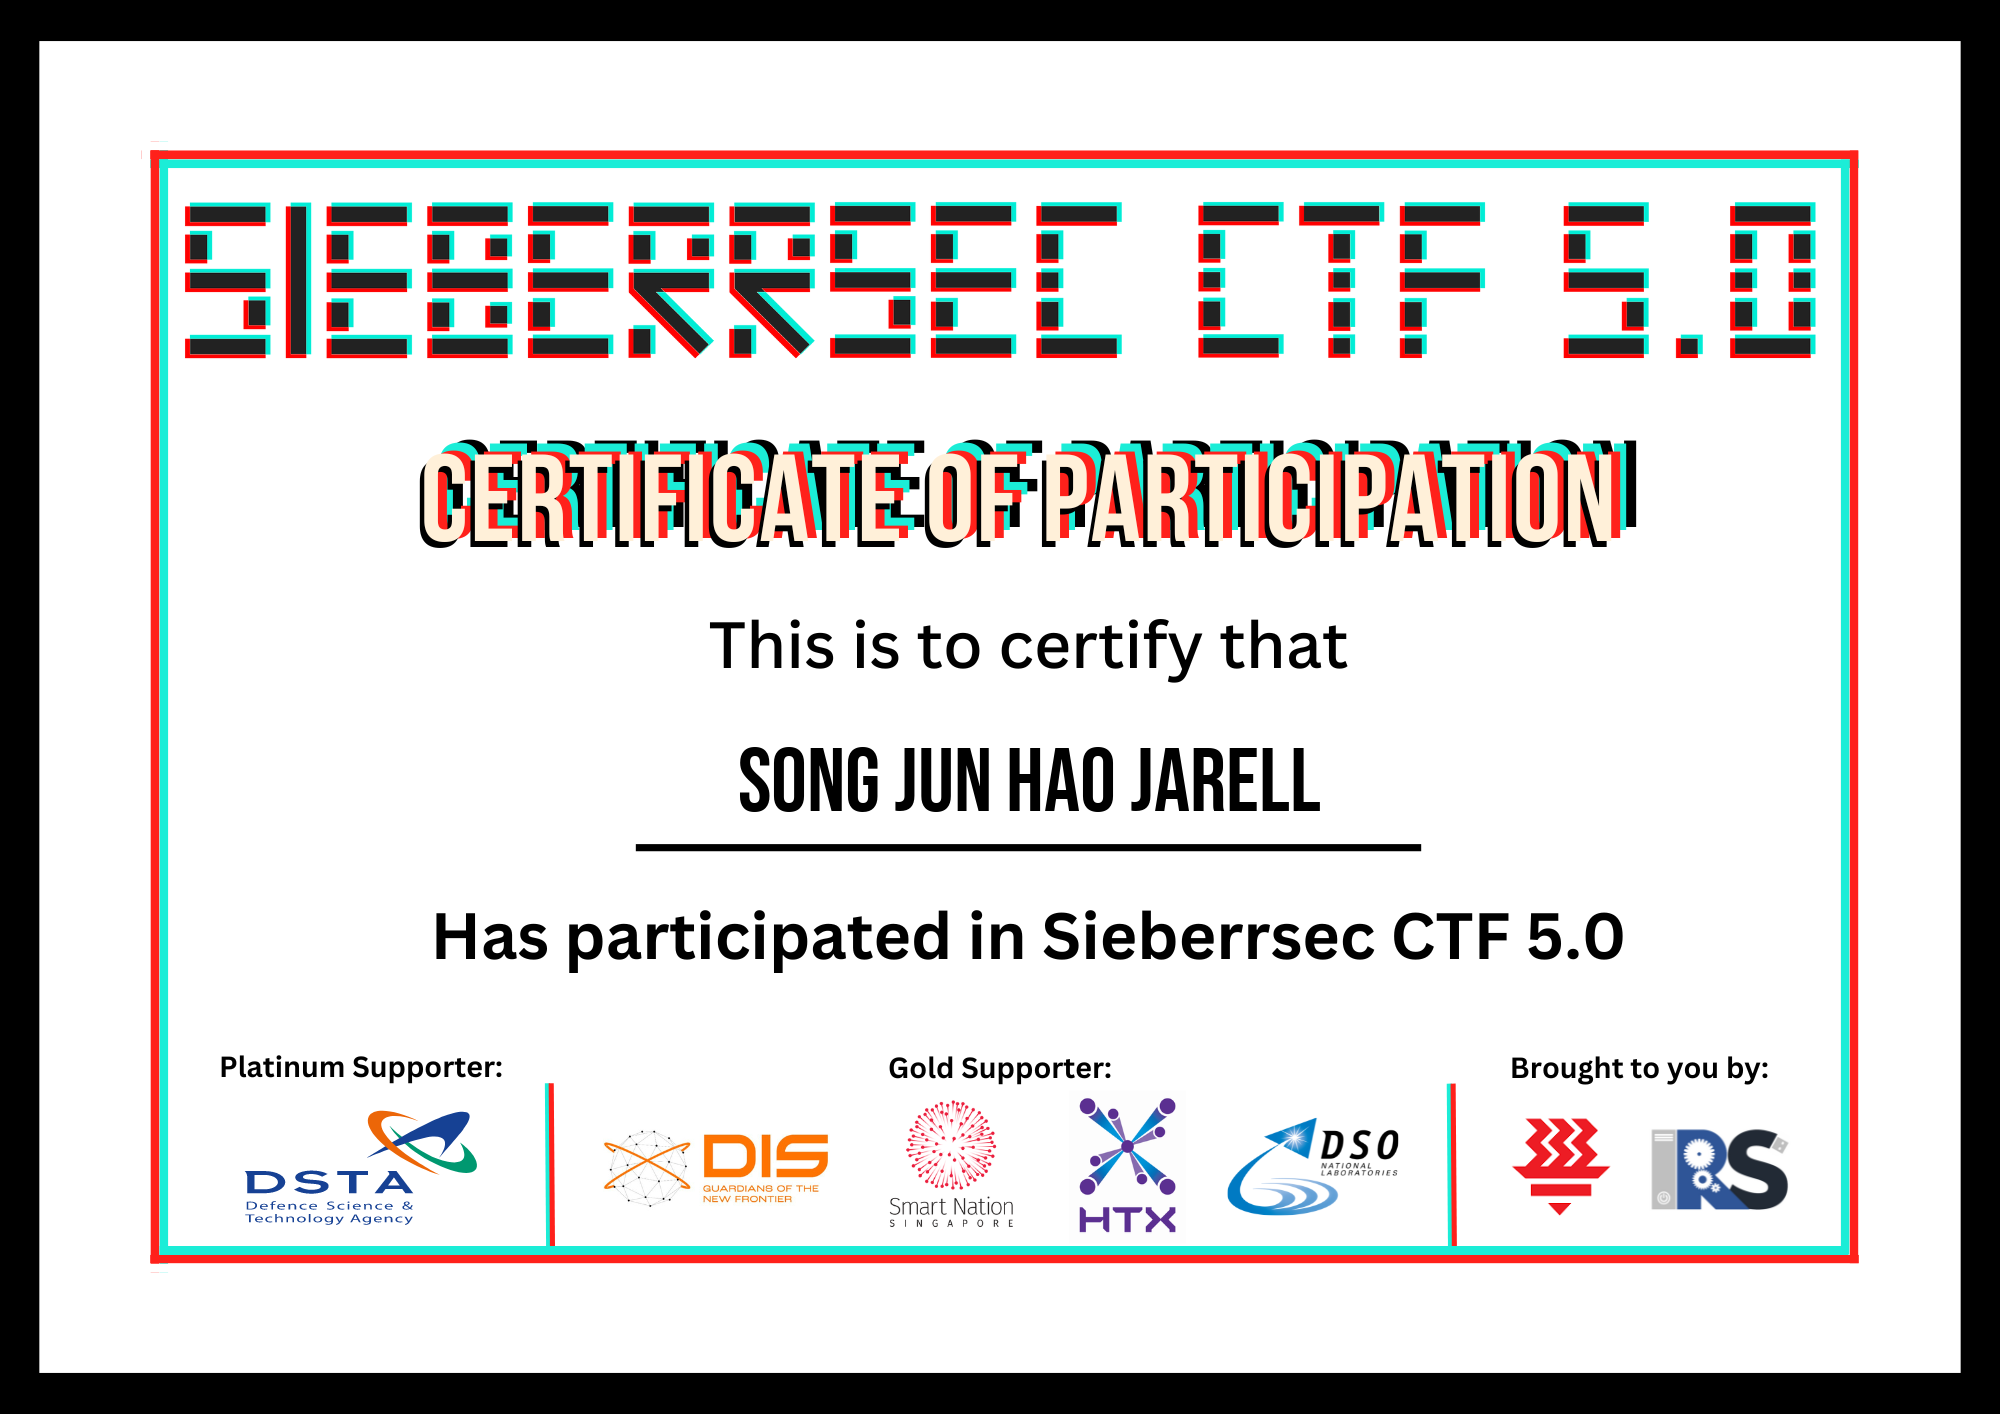 SIEBERRSEC CTF 5.0
CERTIFICATE OF PARTICIPATION
This is to certify that
SONG JUN HAO JARELL
Has participated in Sieberrsec CTF 5.0
Platinum Supporter:
Gold Supporter:
Brought to you by:
DSTA
Defence Science &
Technology Agency
DIS
GUARDIANS OF THE
NEW FRONTIER
Smart Nation
SINGAPORE
HTX
DSO
NATIONAL
LABORATORIES
RS